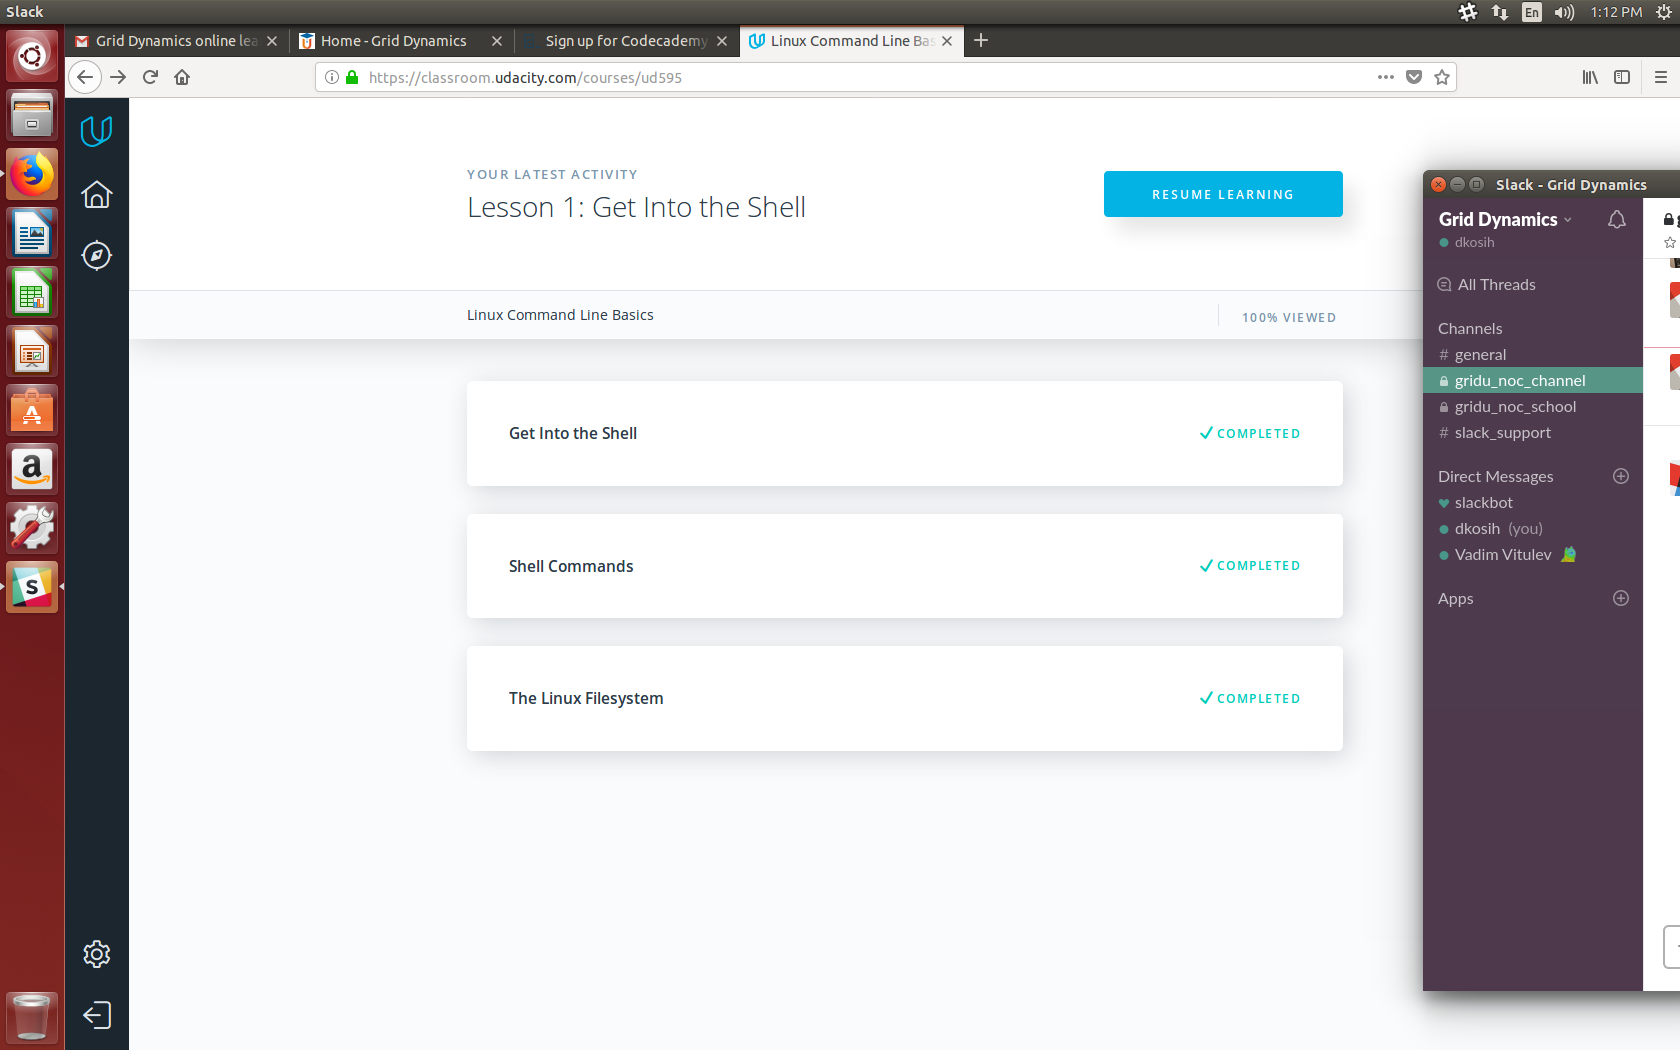 Slack
En
1:12 PM
Grid Dynamics online lea
Home - Grid Dynamics
Sign up for Codecademy
Linux Command Line Bas
https://classroom.udacity.com/courses/ud595
YOUR LATEST ACTIVITY
Lesson 1: Get Into the Shell
RESUME LEARNING
Linux Command Line Basics
100% VIEWED
Get Into the Shell
COMPLETED
Shell Commands
COMPLETED
The Linux Filesystem
COMPLETED
Slack - Grid Dynamics
Grid Dynamics
dkosih
All Threads
Channels
# general
gridu_noc_channel
gridu_noc_school
# slack_support
Direct Messages
slackbot
dkosih (you)
Vadim Vitulev
Apps